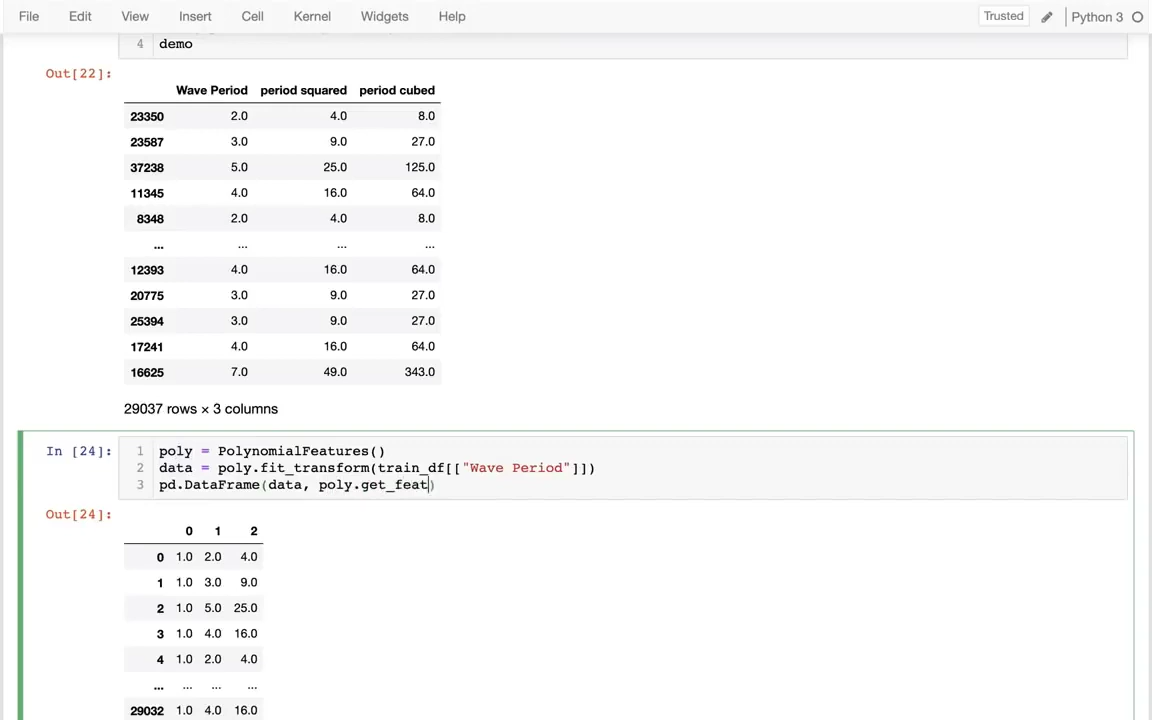 File Edit View Insert Cell Kernel Widgets Help Trusted Python 3
4 demo
Out[22]:
Wave Period period squared period cubed
23350 2.0 4.0 8.0
23587 3.0 9.0 27.0
37238 5.0 25.0 125.0
11345 4.0 16.0 64.0
8348 2.0 4.0 8.0
... ... ... ...
12393 4.0 16.0 64.0
20775 3.0 9.0 27.0
25394 3.0 9.0 27.0
17241 4.0 16.0 64.0
16625 7.0 49.0 343.0
29037 rows × 3 columns
In [24]: 1 poly = PolynomialFeatures()
2 data = poly.fit_transform(train_df[["Wave Period"]])
3 pd.DataFrame(data, poly.get_feat)
Out[24]:
0 1 2
0 1.0 2.0 4.0
1 1.0 3.0 9.0
2 1.0 5.0 25.0
3 1.0 4.0 16.0
4 1.0 2.0 4.0
... ... ... ...
29032 1.0 4.0 16.0